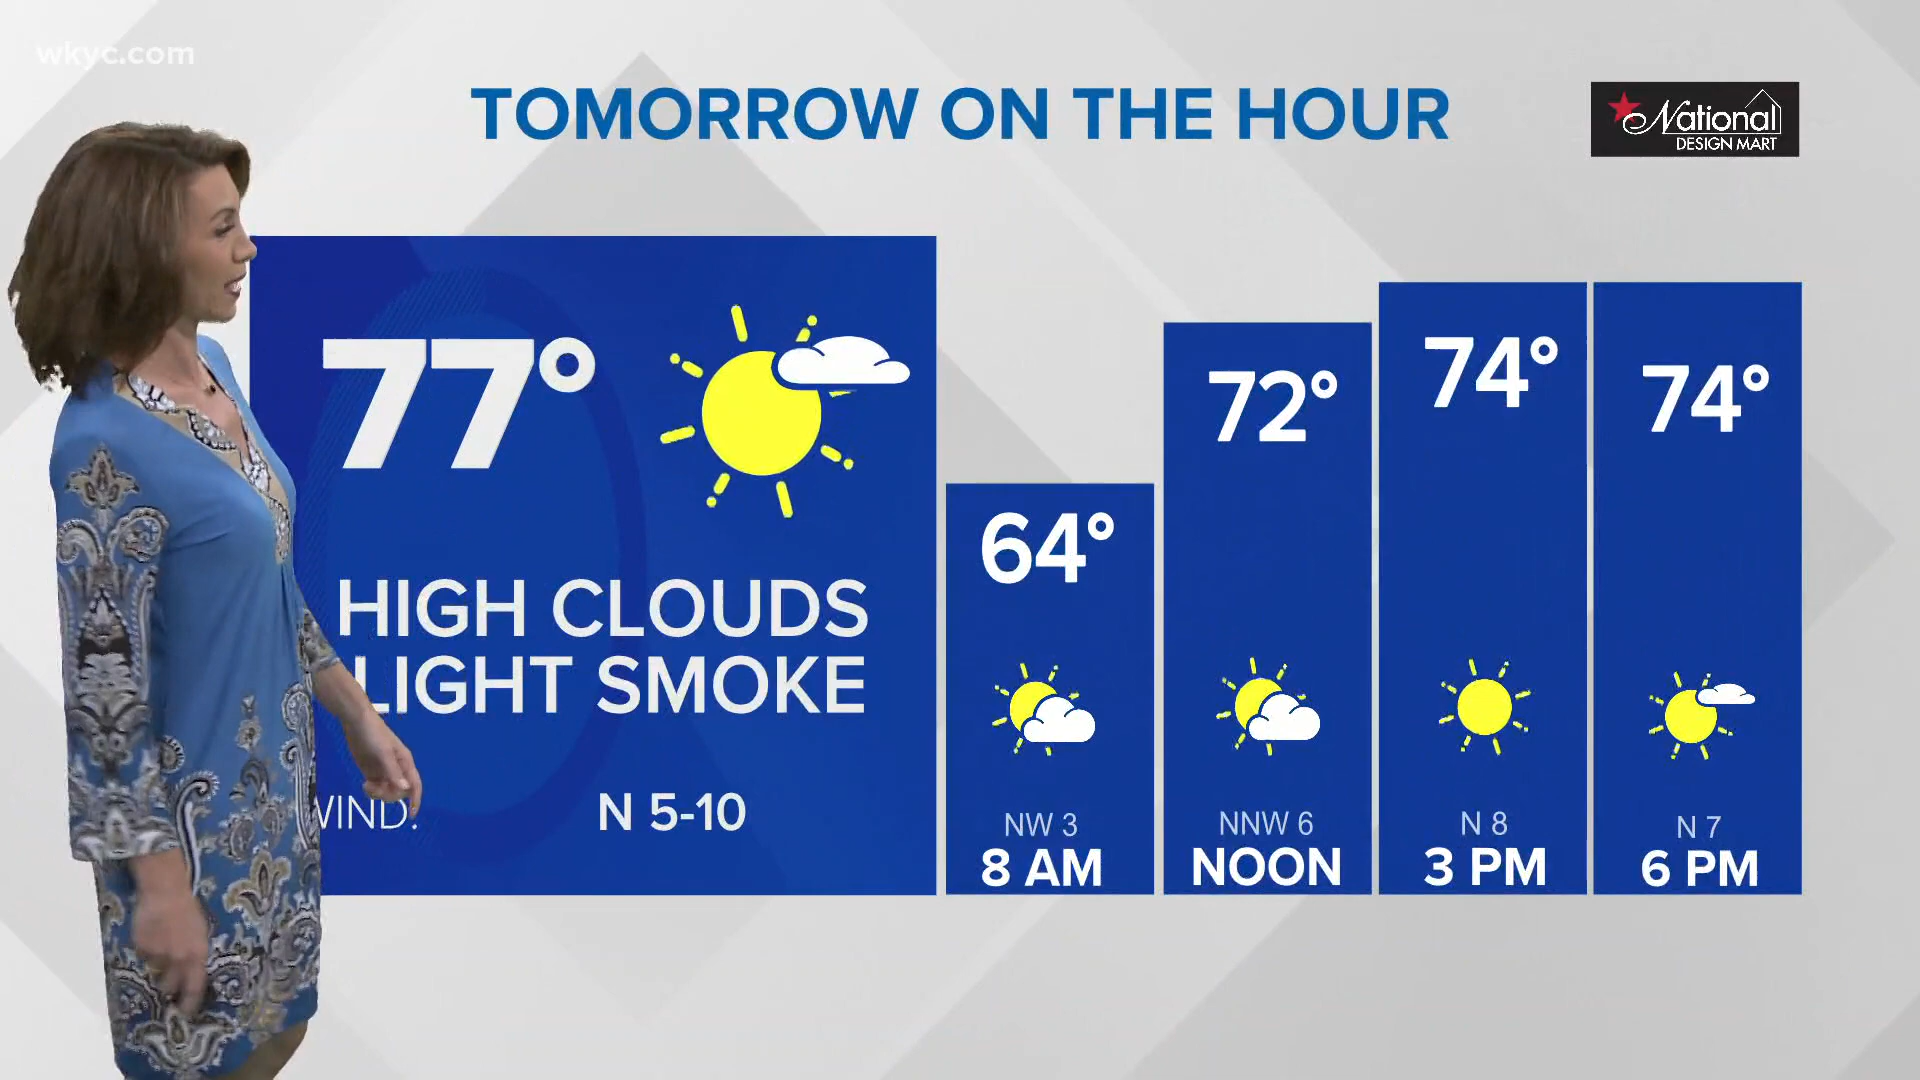 wkyc.com
TOMORROW ON THE HOUR
National
DESIGN MART
77°
HIGH CLOUDS
LIGHT SMOKE
WIND: N 5-10
64°
NW 3
8 AM
72°
NNW 6
NOON
74°
N 8
3 PM
74°
N 7
6 PM